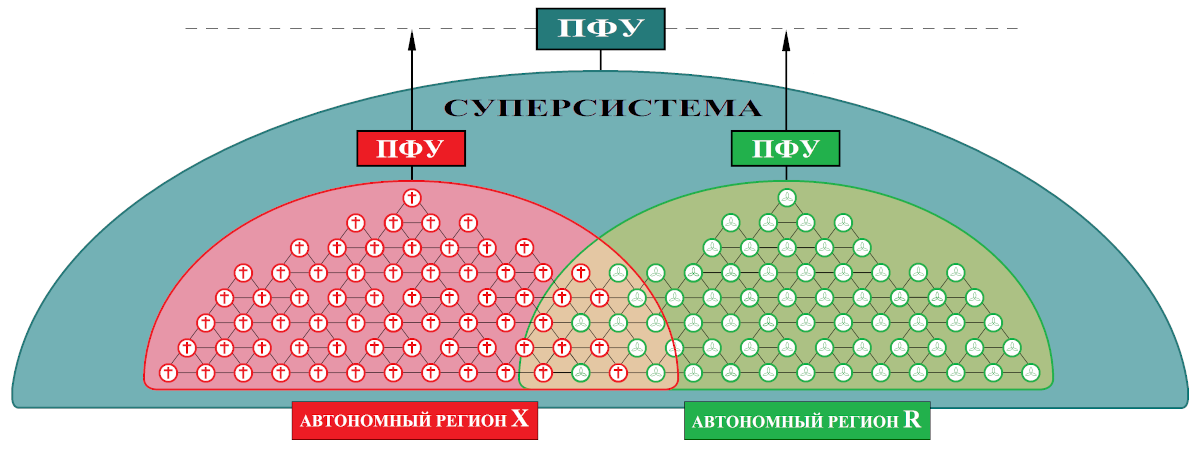 ПФУ
СУПЕРСИСТЕМА
ПФУ
ПФУ
АВТОНОМНЫЙ РЕГИОН X
АВТОНОМНЫЙ РЕГИОН R